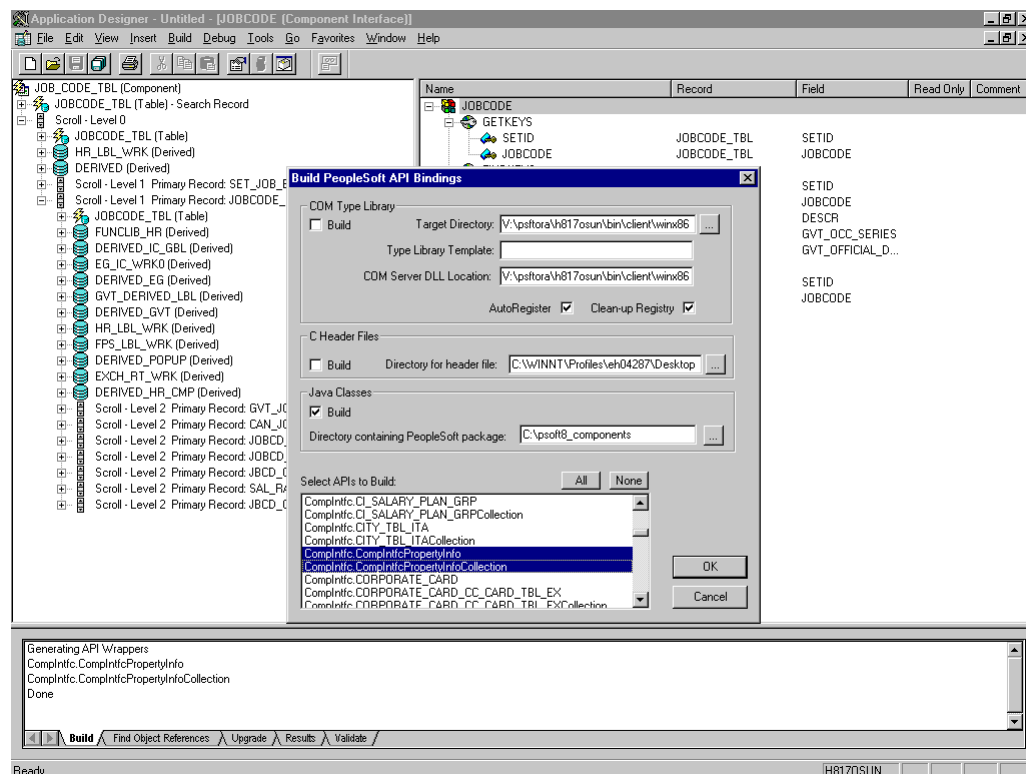 Application Designer - Untitled - [JOBCODE (Component Interface)]
File Edit View Insert Build Debug Tools Go Favorites Window Help
JOB_CODE_TBL (Component)
JOBCODE_TBL (Table) - Search Record
Scroll - Level 0
JOBCODE_TBL (Table)
HR_LBL_WRK (Derived)
DERIVED (Derived)
Scroll - Level 1 Primary Record: SET_JOB_
Scroll - Level 1 Primary Record: JOBCODE_
JOBCODE_TBL (Table)
FUNCLIB_HR (Derived)
DERIVED_IC_GBL (Derived)
EG_IC_WRK0 (Derived)
DERIVED_EG (Derived)
GVT_DERIVED_LBL (Derived)
DERIVED_GVT (Derived)
HR_LBL_WRK (Derived)
FPS_LBL_WRK (Derived)
DERIVED_POPUP (Derived)
EXCH_RT_WRK (Derived)
DERIVED_HR_CMP (Derived)
Scroll - Level 2 Primary Record: GVT_JO
Scroll - Level 2 Primary Record: CAN_JO
Scroll - Level 2 Primary Record: JOBCD_
Scroll - Level 2 Primary Record: JOBCD_
Scroll - Level 2 Primary Record: JBCD_
Scroll - Level 2 Primary Record: SAL_RA
Scroll - Level 2 Primary Record: JBCD_
Name Record Field Read Only Comment
JOBCODE
GETKEYS
SETID JOBCODE_TBL SETID
JOBCODE JOBCODE_TBL JOBCODE
SETID
JOBCODE
DESCR
GVT_OCC_SERIES
GVT_OFFICIAL_D...
SETID
JOBCODE
Build PeopleSoft API Bindings
COM Type Library
Build Target Directory: V:\psftora\h817osun\bin\client\winx86 ...
Type Library Template:
COM Server DLL Location: V:\psftora\h817osun\bin\client\winx86
AutoRegister Clean-up Registry
C Header Files
Build Directory for header file: C:\WINNT\Profiles\eh04287\Desktop ...
Java Classes
Build
Directory containing PeopleSoft package: C:\psoft8_components ...
Select APIs to Build: All None
CompIntfc.CI_SALARY_PLAN_GRP
CompIntfc.CI_SALARY_PLAN_GRPCollection
CompIntfc.CITY_TBL_ITA
CompIntfc.CITY_TBL_ITACollection
CompIntfc.CompIntfcPropertyInfo
CompIntfc.CompIntfcPropertyInfoCollection
CompIntfc.CORPORATE_CARD
CompIntfc.CORPORATE_CARD_CC_CARD_TBL_EX
CompIntfc.CORPORATE_CARD_CC_CARD_TBL_EXCollection
OK
Cancel
Generating API Wrappers
CompIntfc.CompIntfcPropertyInfo
CompIntfc.CompIntfcPropertyInfoCollection
Done
Build Find Object References Upgrade Results Validate
Ready H817OSUN